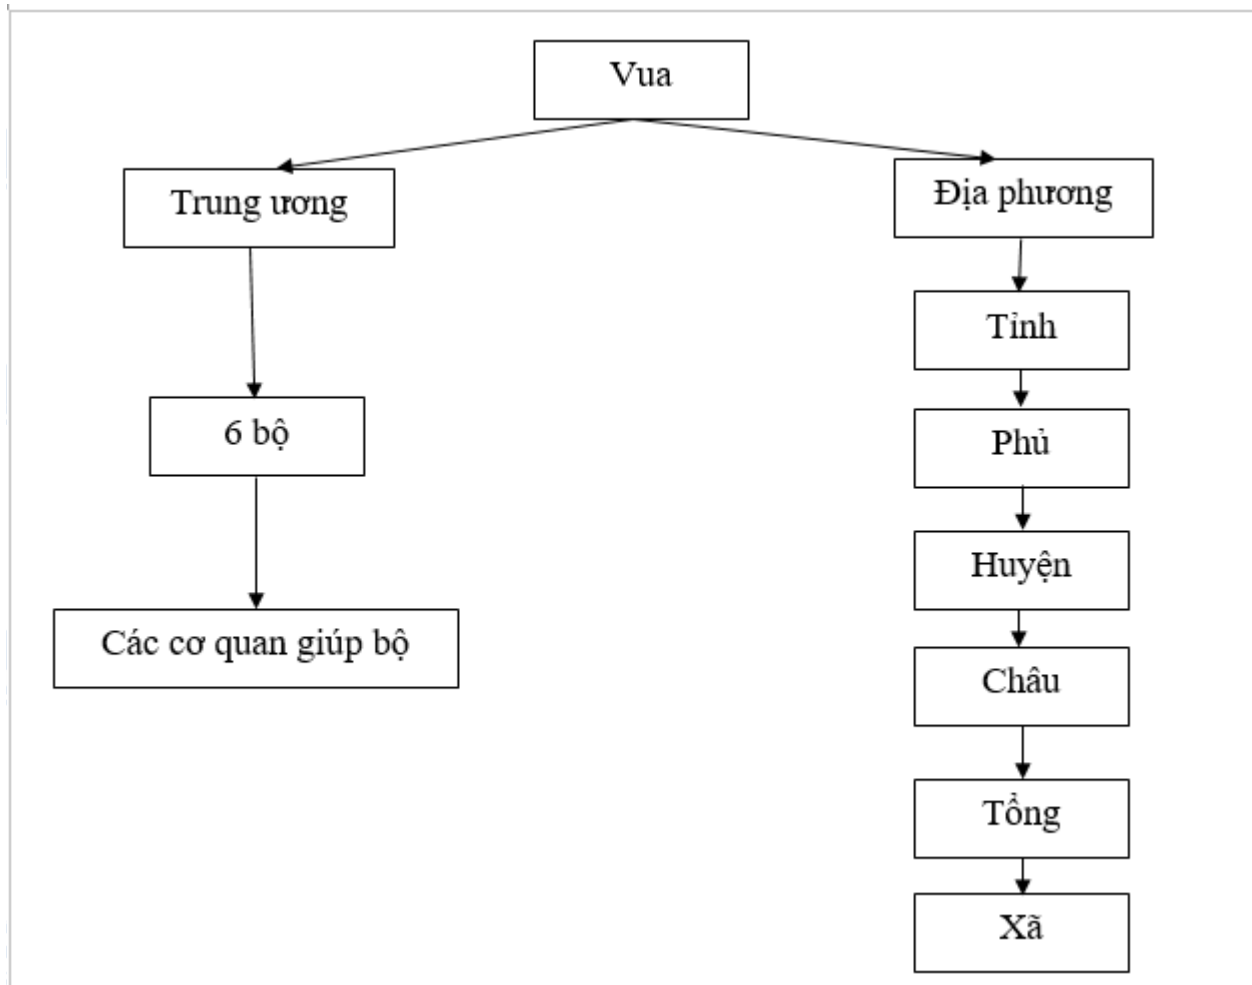 Vua
Trung ương
Địa phương
Tỉnh
Phủ
6 bộ
Huyện
Các cơ quan giúp bộ
Châu
Tổng
Xã